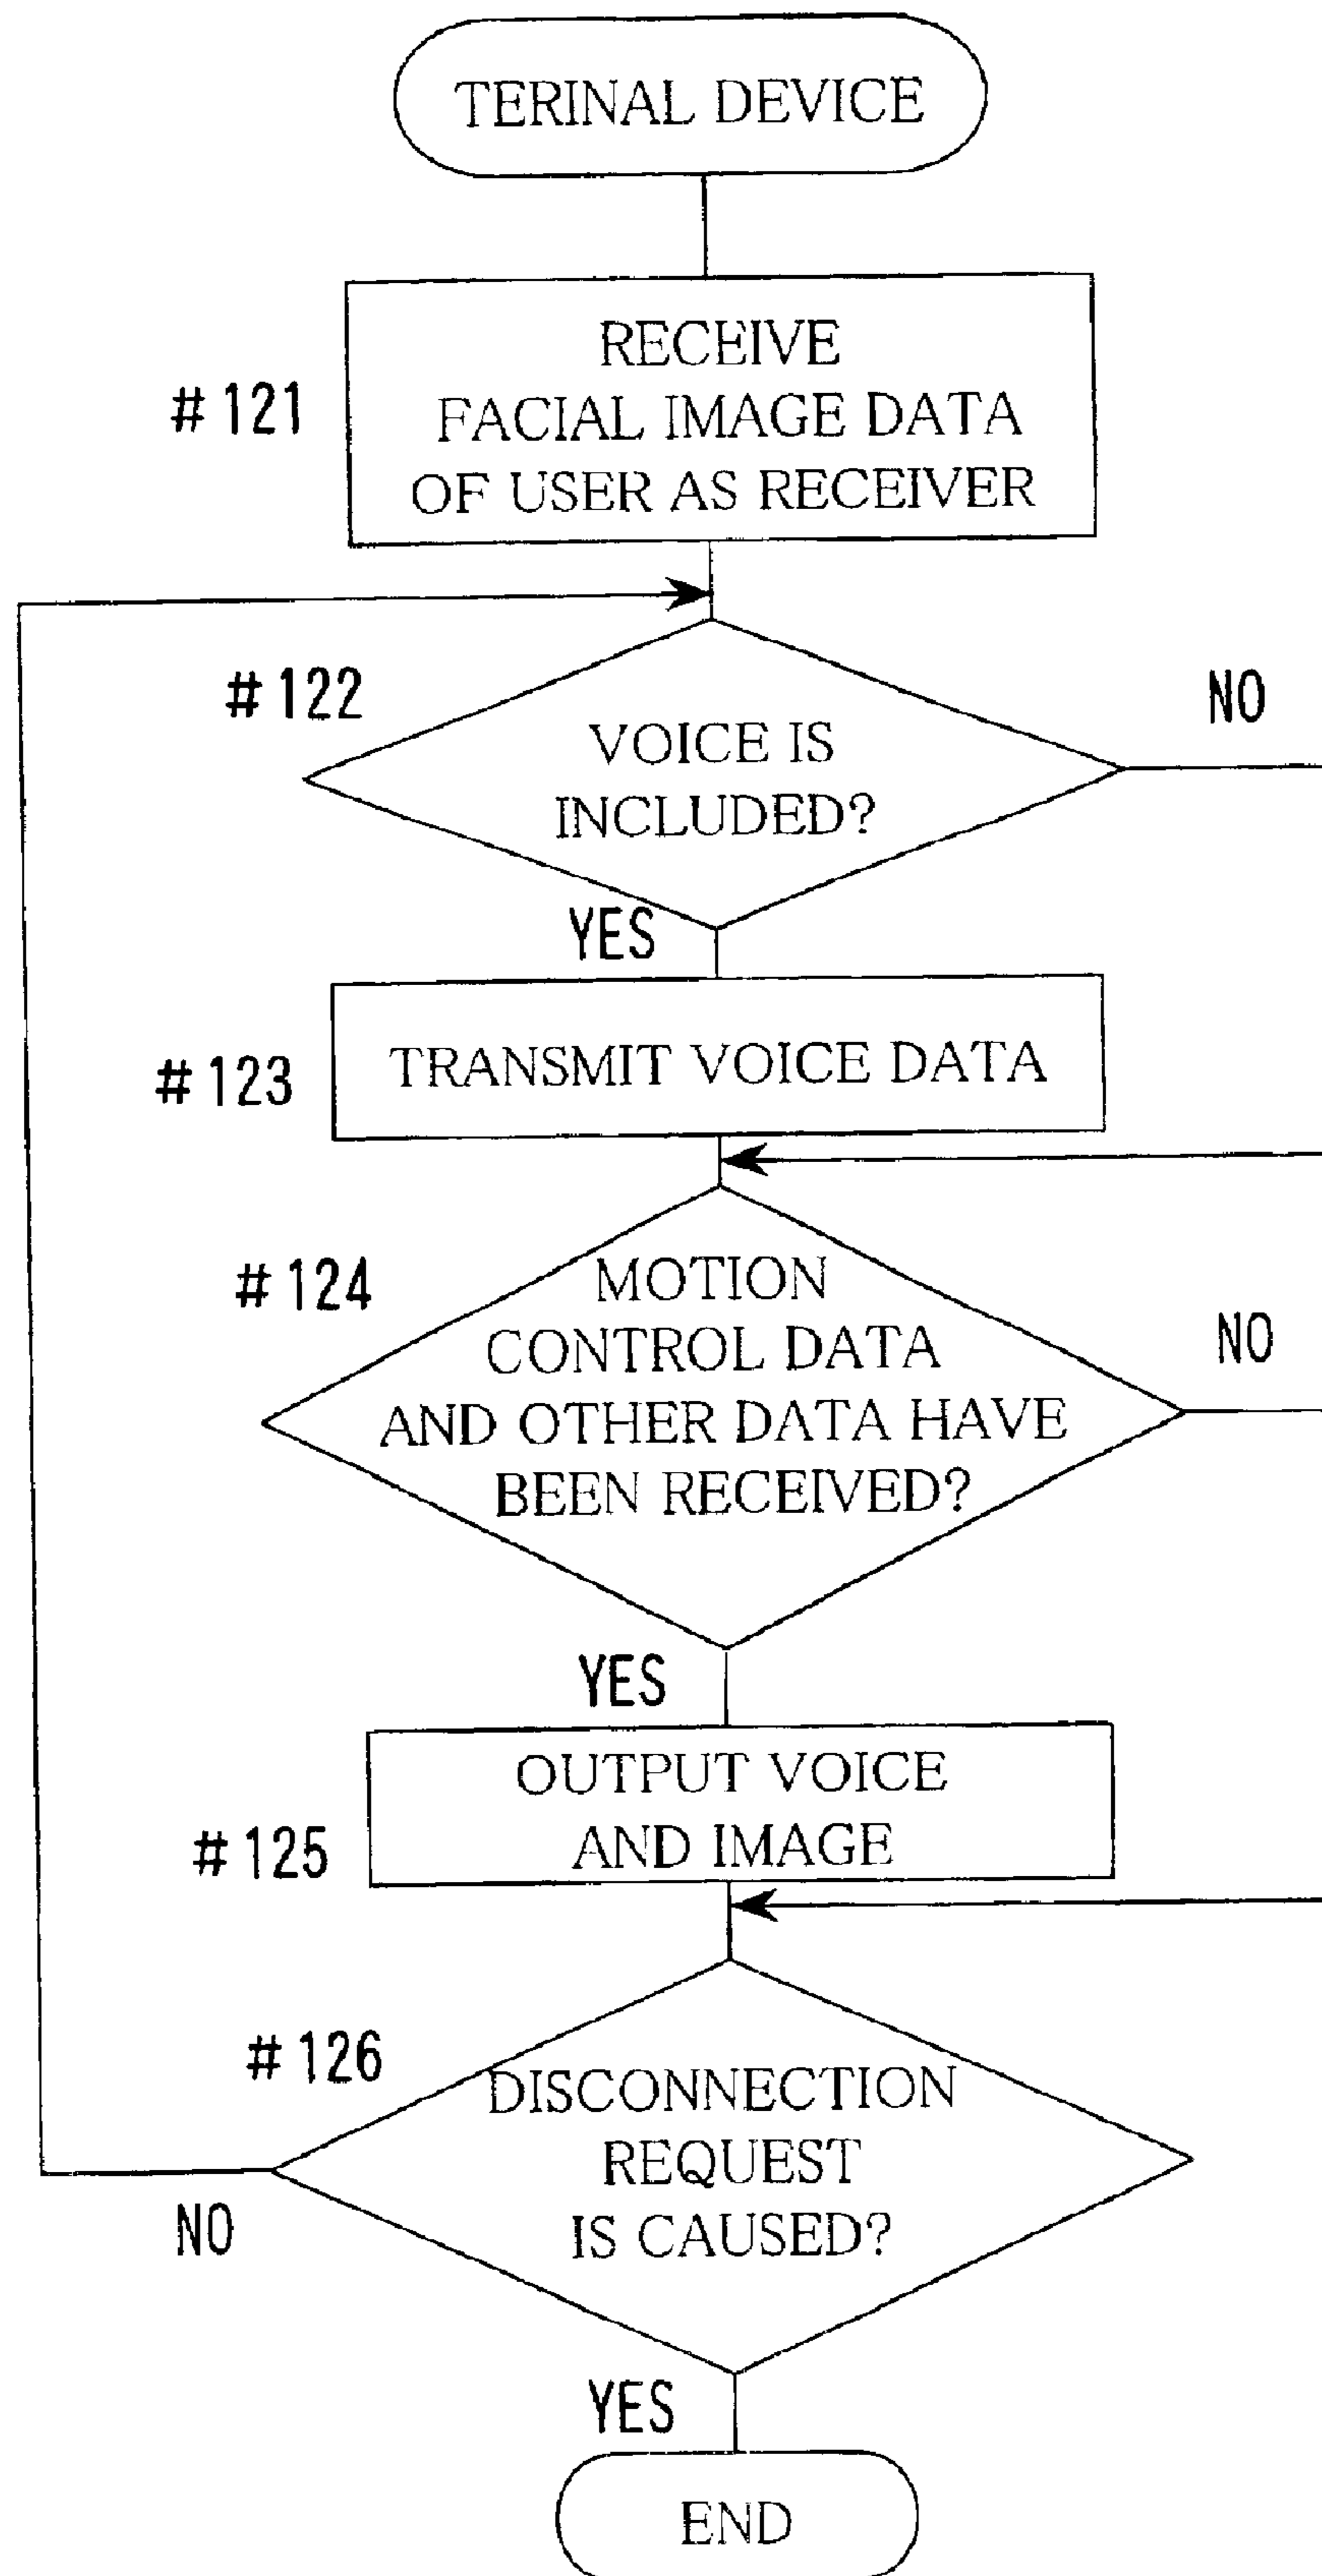 TERINAL DEVICE
RECEIVE
FACIAL IMAGE DATA
OF USER AS RECEIVER
#121
#122
NO
VOICE IS
INCLUDED?
YES
TRANSMIT VOICE DATA
#123
#124
MOTION
CONTROL DATA
AND OTHER DATA HAVE
BEEN RECEIVED?
NO
YES
OUTPUT VOICE
AND IMAGE
#125
#126
DISCONNECTION
REQUEST
IS CAUSED?
NO
YES
END